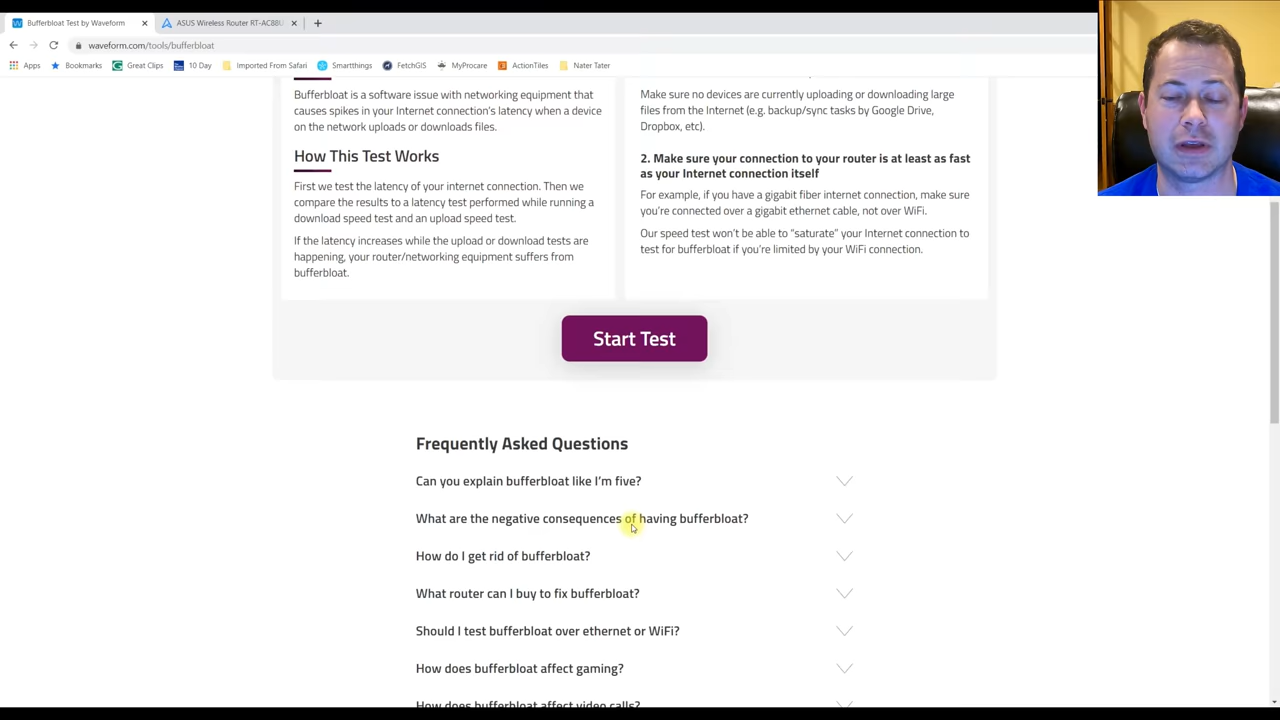 Bufferbloat Test by Waveform
ASUS Wireless Router RT-AC88U
waveform.com/tools/bufferbloat
Apps
Bookmarks
Great Clips
10 Day
Imported From Safari
Smartthings
FetchGIS
MyProcare
ActionTiles
Nater Tater
Bufferbloat is a software issue with networking equipment that
causes spikes in your Internet connection's latency when a device
on the network uploads or downloads files.
How This Test Works
First we test the latency of your internet connection. Then we
compare the results to a latency test performed while running a
download speed test and an upload speed test.
If the latency increases while the upload or download tests are
happening, your router/networking equipment suffers from
bufferbloat.
Make sure no devices are currently uploading or downloading large
files from the Internet (e.g. backup/sync tasks by Google Drive,
Dropbox, etc).
2. Make sure your connection to your router is at least as fast
as your Internet connection itself
For example, if you have a gigabit fiber internet connection, make sure
you're connected over a gigabit ethernet cable, not over WiFi.
Our speed test won't be able to “saturate” your Internet connection to
test for bufferbloat if you're limited by your WiFi connection.
Start Test
Frequently Asked Questions
Can you explain bufferbloat like I'm five?
What are the negative consequences of having bufferbloat?
How do I get rid of bufferbloat?
What router can I buy to fix bufferbloat?
Should I test bufferbloat over ethernet or WiFi?
How does bufferbloat affect gaming?
How does bufferbloat affect video calls?